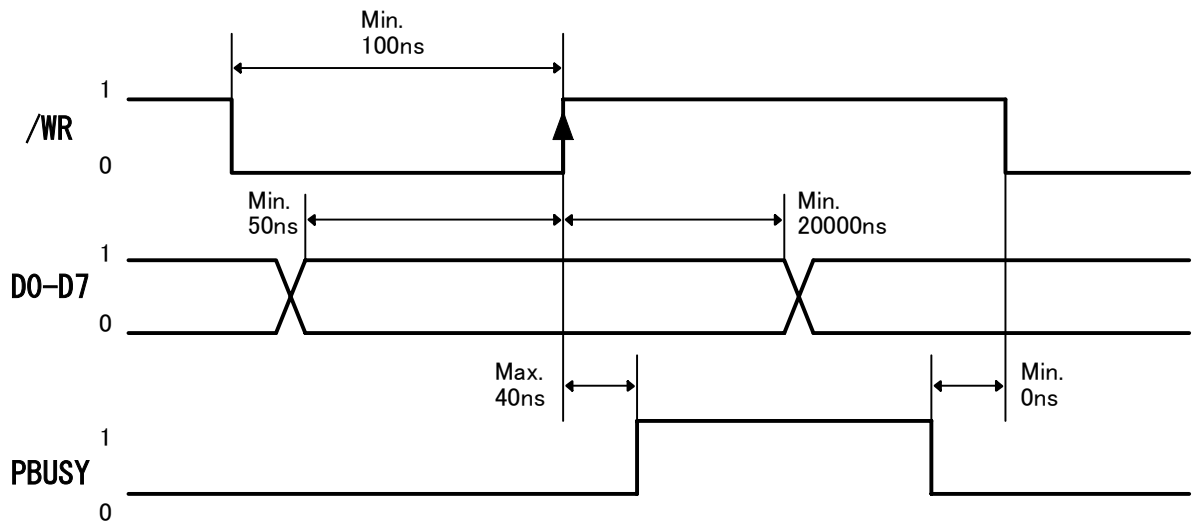 Min.
100ns
1
/WR
0
Min.
50ns
Min.
20000ns
1
D0-D7
0
Max.
40ns
Min.
0ns
1
PBUSY
0